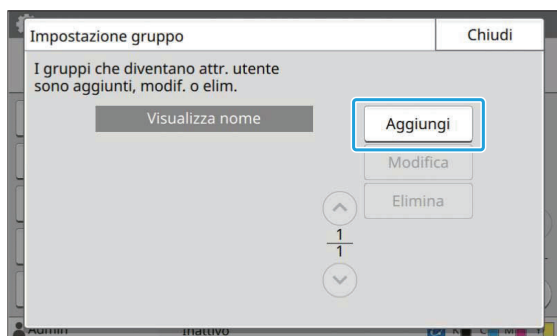 Impostazione gruppo
Chiudi
I gruppi che diventano attr. utente
sono aggiunti, modif. o elim.
Visualizza nome
Aggiungi
Modifica
Elimina
1
1
Admin
Inattivo
K
C
M
Y